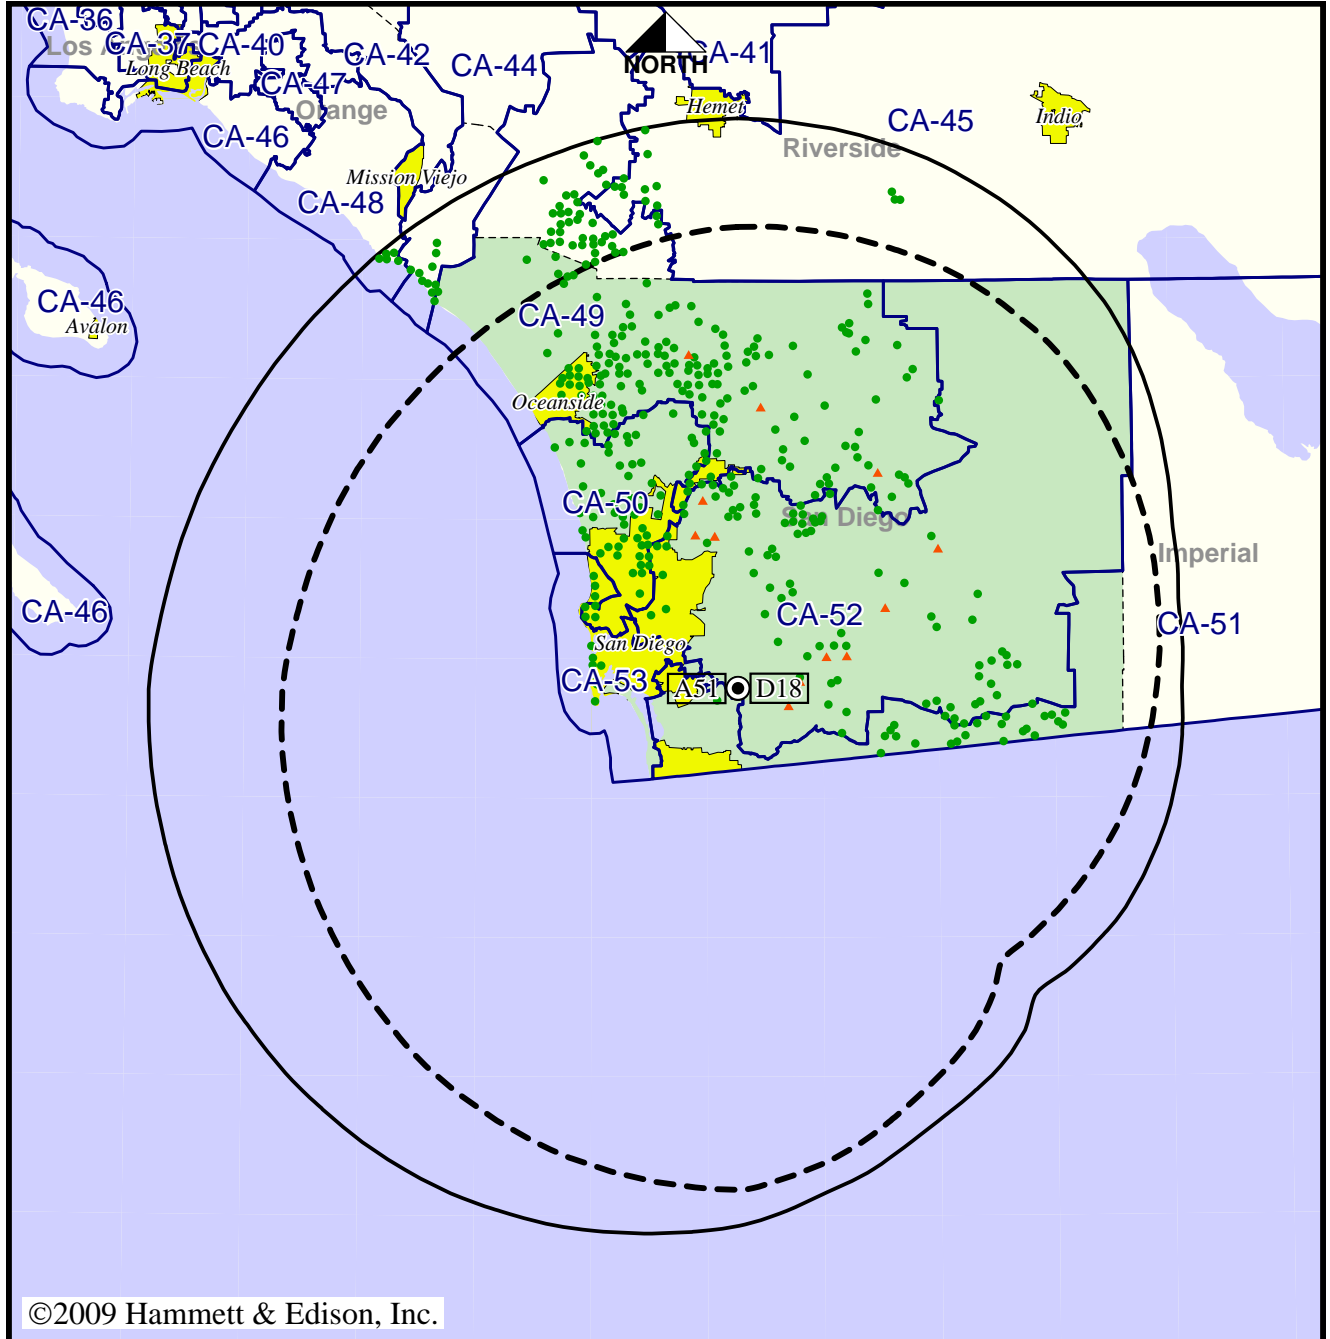 CA-36
Los
CA-37
CA-40
Long Beach
CA-42
CA-47
Orange
CA-44
NORTH
CA-41
Hemet
CA-45
Indio
Riverside
CA-46
Mission Viejo
CA-48
CA-46
Avalon
CA-49
Oceanside
CA-50
San Diego
Imperial
CA-46
CA-52
CA-51
San Diego
CA-53
A51
D18
©2009 Hammett & Edison, Inc.